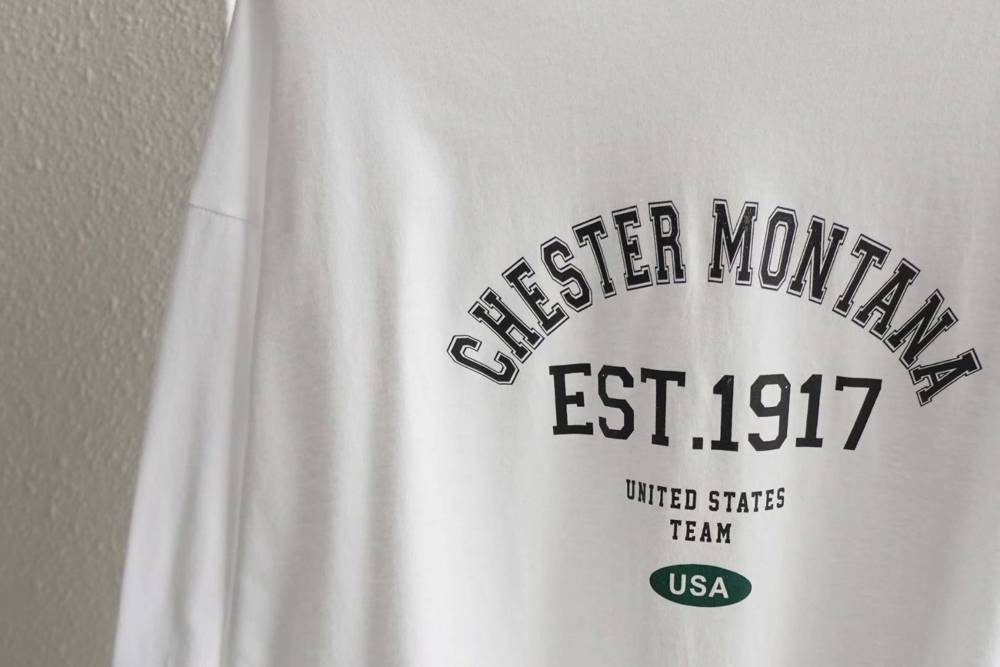 CHESTER MONTANA
EST.1917
UNITED STATES
TEAM
USA